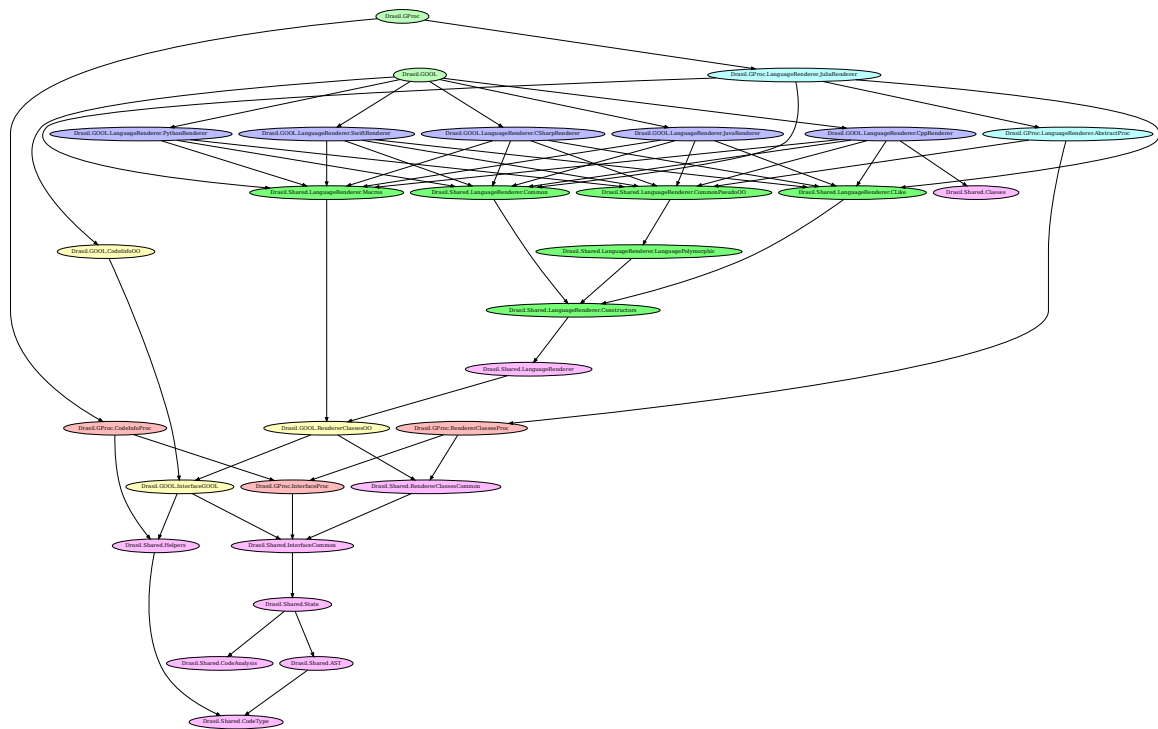 Drasil.GProc
Drasil.GOOL
Drasil.GProc.LanguageRenderer.JuliaRenderer
Drasil.GOOL.LanguageRenderer.PythonRenderer
Drasil.GOOL.LanguageRenderer.SwiftRenderer
Drasil.GOOL.LanguageRenderer.CSharpRenderer
Drasil.GOOL.LanguageRenderer.JavaRenderer
Drasil.GOOL.LanguageRenderer.CppRenderer
Drasil.GProc.LanguageRenderer.AbstractProc
Drasil.Shared.LanguageRenderer.Macros
Drasil.Shared.LanguageRenderer.Common
Drasil.Shared.LanguageRenderer.CommonPseudoOO
Drasil.Shared.LanguageRenderer.CLike
Drasil.Shared.Classes
Drasil.GOOL.CodeInfoOO
Drasil.Shared.LanguageRenderer.LanguagePolymorphic
Drasil.Shared.LanguageRenderer.Constructors
Drasil.Shared.LanguageRenderer
Drasil.GProc.CodeInfoProc
Drasil.GOOL.RendererClassesOO
Drasil.GProc.RendererClassesProc
Drasil.GOOL.InterfaceGOOL
Drasil.GProc.InterfaceProc
Drasil.Shared.RendererClassesCommon
Drasil.Shared.Helpers
Drasil.Shared.InterfaceCommon
Drasil.Shared.State
Drasil.Shared.CodeAnalysis
Drasil.Shared.AST
Drasil.Shared.CodeType